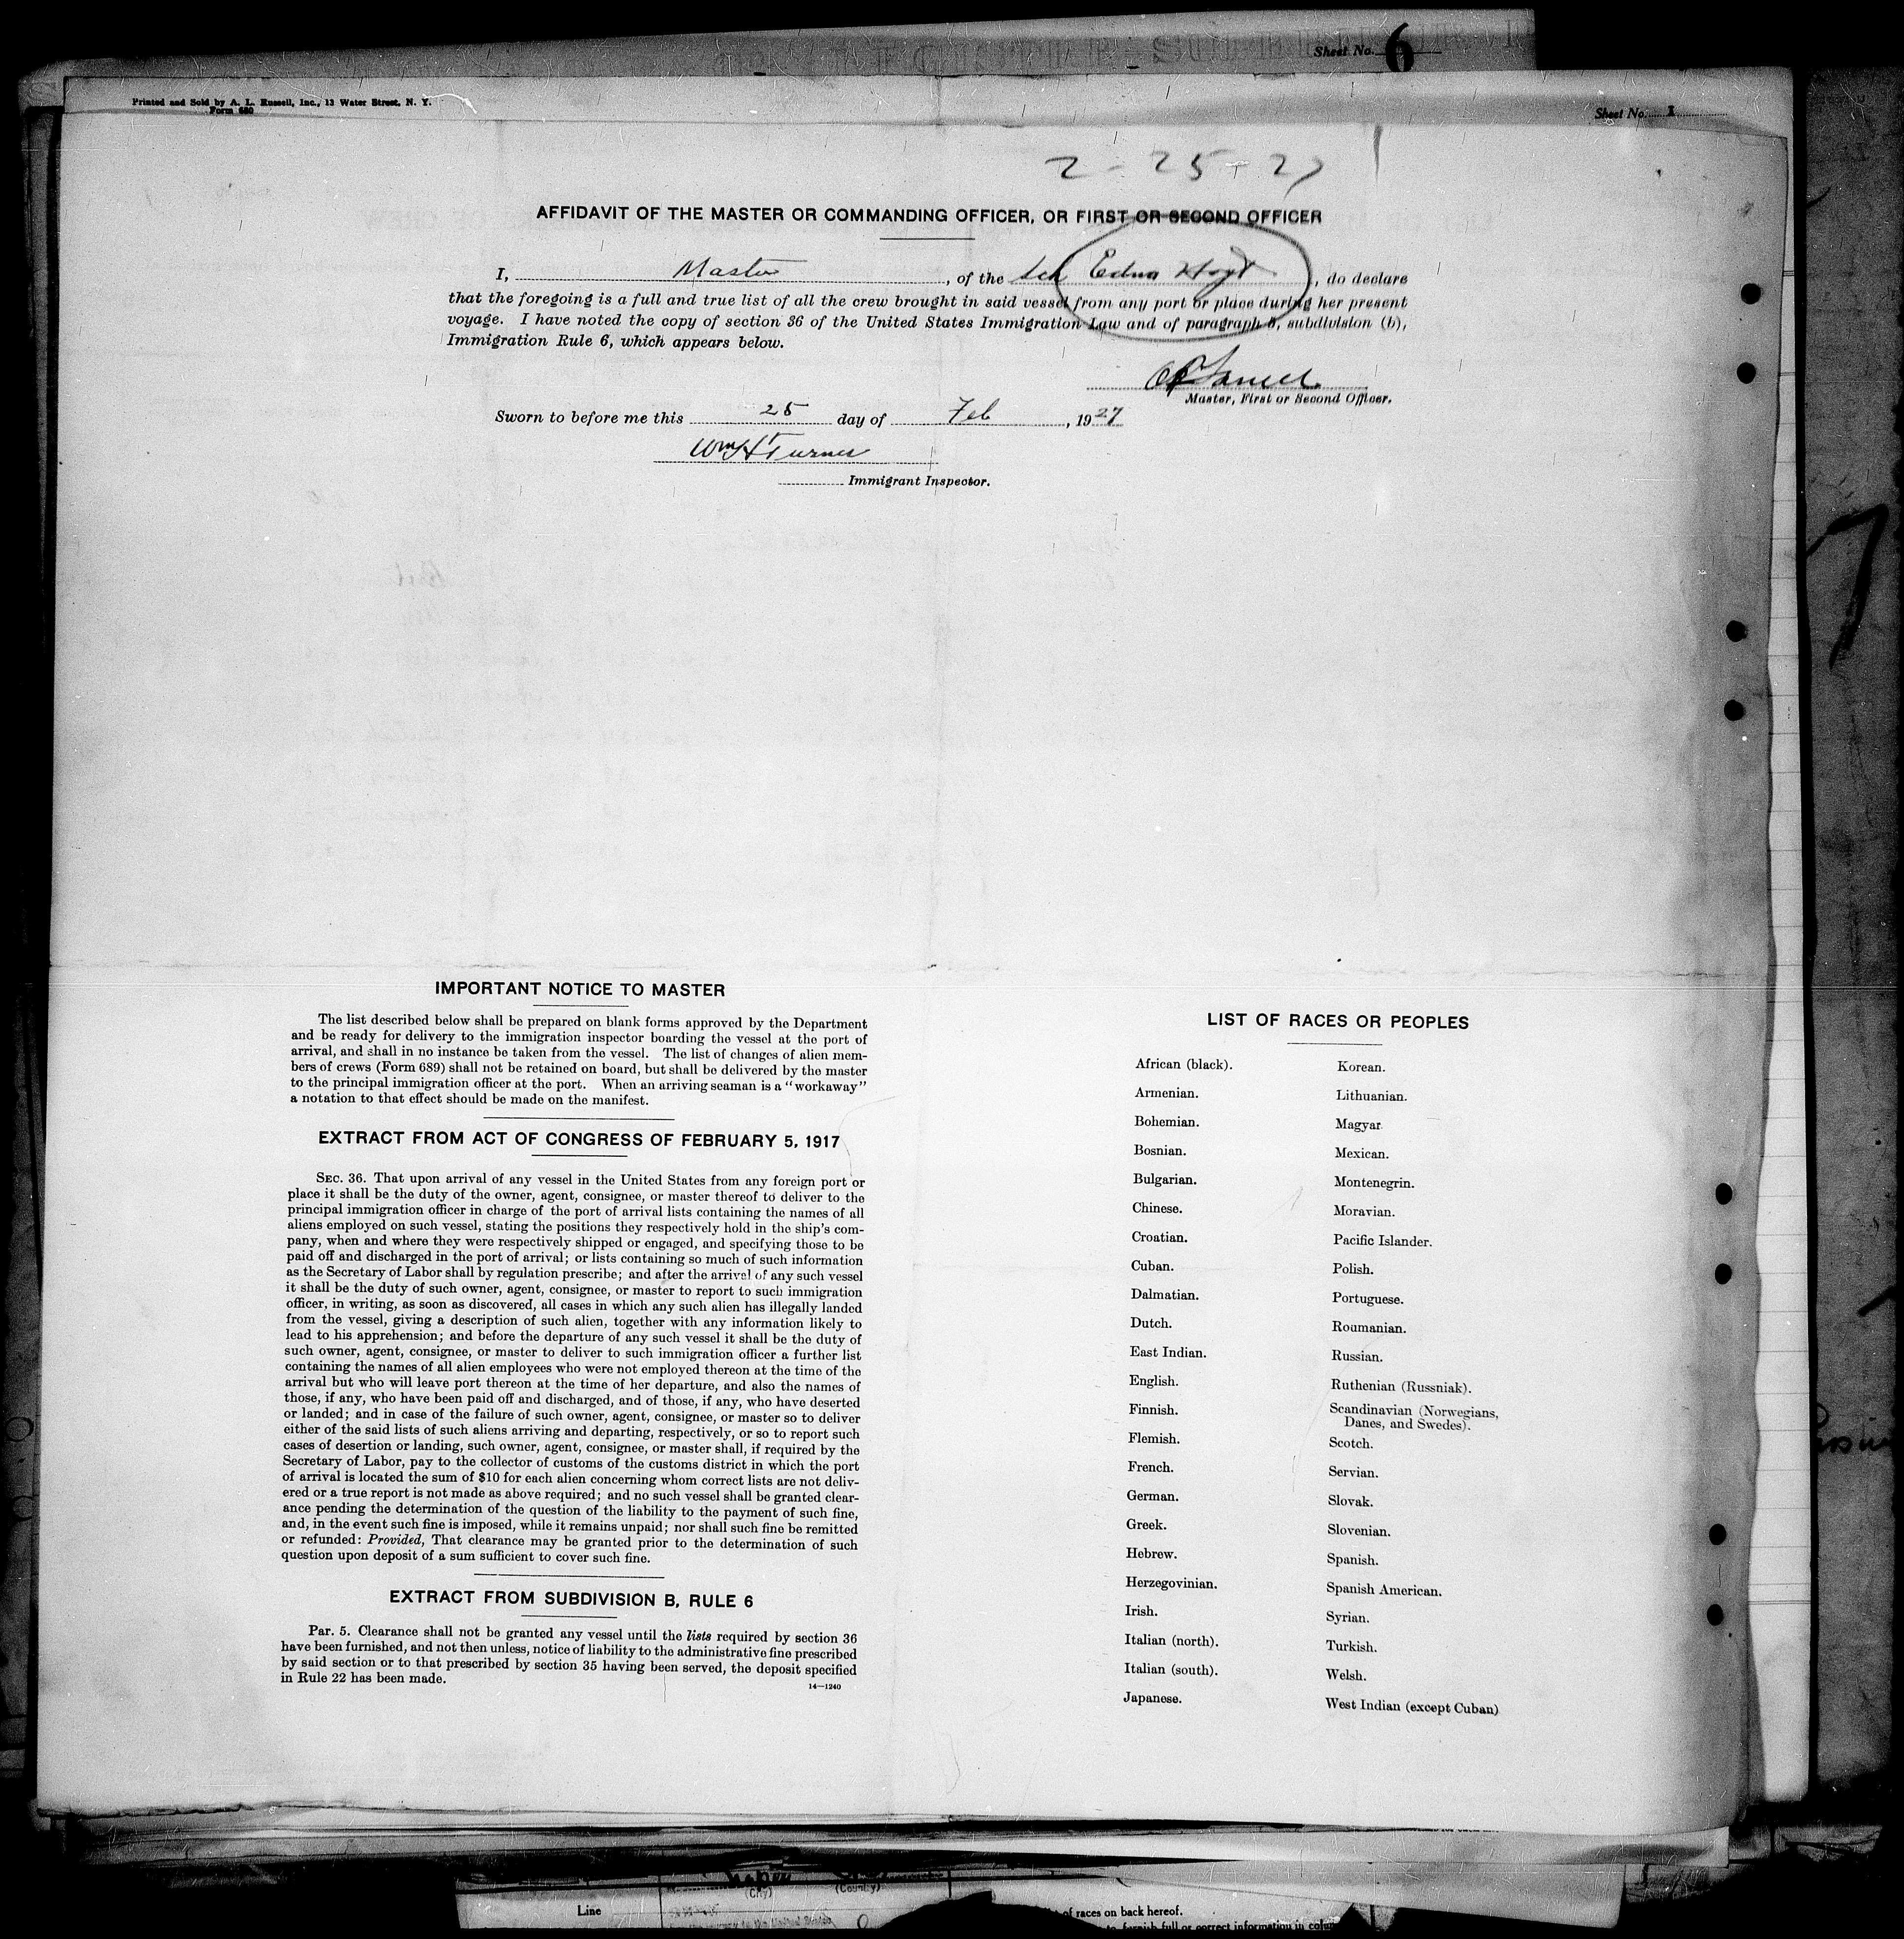 Sheet No. 6
Printed and Sold by A. L. Russell, Inc., 13 Water Street, N. Y.
Form 680
Sheet No. 1
2-25-27
AFFIDAVIT OF THE MASTER OR COMMANDING OFFICER, OR FIRST OR SECOND OFFICER
I, Master, of the Sch Edna Hoyt, do declare
that the foregoing is a full and true list of all the crew brought in said vessel from any port or place during her present
voyage. I have noted the copy of section 36 of the United States Immigration Law and of paragraph 5, subdivision (b),
Immigration Rule 6, which appears below.
Master, First or Second Officer.
Sworn to before me this 25 day of Feb, 1927
Wm H Turner
Immigrant Inspector.
IMPORTANT NOTICE TO MASTER
The list described below shall be prepared on blank forms approved by the Department
and be ready for delivery to the immigration inspector boarding the vessel at the port of
arrival, and shall in no instance be taken from the vessel. The list of changes of alien mem-
bers of crews (Form 689) shall not be retained on board, but shall be delivered by the master
to the principal immigration officer at the port. When an arriving seaman is a "workaway"
a notation to that effect should be made on the manifest.
EXTRACT FROM ACT OF CONGRESS OF FEBRUARY 5, 1917
SEC. 36. That upon arrival of any vessel in the United States from any foreign port or
place it shall be the duty of the owner, agent, consignee, or master thereof to deliver to the
principal immigration officer in charge of the port of arrival lists containing the names of all
aliens employed on such vessel, stating the positions they respectively hold in the ship's com-
pany, when and where they were respectively shipped or engaged, and specifying those to be
paid off and discharged in the port of arrival; or lists containing so much of such information
as the Secretary of Labor shall by regulation prescribe; and after the arrival of any such vessel
it shall be the duty of such owner, agent, consignee, or master to report to such immigration
officer, in writing, as soon as discovered, all cases in which any such alien has illegally landed
from the vessel, giving a description of such alien, together with any information likely to
lead to his apprehension; and before the departure of any such vessel it shall be the duty of
such owner, agent, consignee, or master to deliver to such immigration officer a further list
containing the names of all alien employees who were not employed thereon at the time of the
arrival but who will leave port thereon at the time of her departure, and also the names of
those, if any, who have been paid off and discharged, and of those, if any, who have deserted
or landed; and in case of the failure of such owner, agent, consignee, or master so to deliver
either of the said lists of such aliens arriving and departing, respectively, or so to report such
cases of desertion or landing, such owner, agent, consignee, or master shall, if required by the
Secretary of Labor, pay to the collector of customs of the customs district in which the port
of arrival is located the sum of $10 for each alien concerning whom correct lists are not deliv-
ered or a true report is not made as above required; and no such vessel shall be granted clear-
ance pending the determination of the question of the liability to the payment of such fine,
and, in the event such fine is imposed, while it remains unpaid; nor shall such fine be remitted
or refunded: Provided, That clearance may be granted prior to the determination of such
question upon deposit of a sum sufficient to cover such fine.
EXTRACT FROM SUBDIVISION B, RULE 6
Par. 5. Clearance shall not be granted any vessel until the lists required by section 36
have been furnished, and not then unless, notice of liability to the administrative fine prescribed
by said section or to that prescribed by section 35 having been served, the deposit specified
in Rule 22 has been made.
14—1240
LIST OF RACES OR PEOPLES
African (black).
Armenian.
Bohemian.
Bosnian.
Bulgarian.
Chinese.
Croatian.
Cuban.
Dalmatian.
Dutch.
East Indian.
English.
Finnish.
Flemish.
French.
German.
Greek.
Hebrew.
Herzegovinian.
Irish.
Italian (north).
Italian (south).
Japanese.
Korean.
Lithuanian.
Magyar.
Mexican.
Montenegrin.
Moravian.
Pacific Islander.
Polish.
Portuguese.
Roumanian.
Russian.
Ruthenian (Russniak).
Scandinavian (Norwegians,
Danes, and Swedes).
Scotch.
Servian.
Slovak.
Slovenian.
Spanish.
Spanish American.
Syrian.
Turkish.
Welsh.
West Indian (except Cuban)
(City)
(County)
Line
of races on back hereof.
to furnish full or correct information in